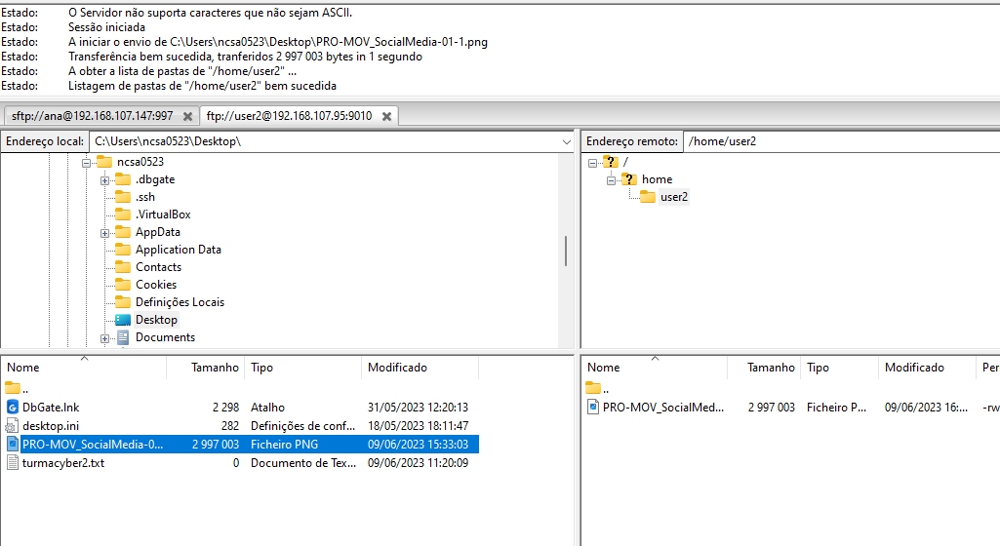 Estado: O Servidor não suporta caracteres que não sejam ASCII.
Estado: Sessão iniciada
Estado: A iniciar o envio de C:\Users\ncsa0523\Desktop\PRO-MOV_SocialMedia-01-1.png
Estado: Transferência bem sucedida, tranferidos 2 997 003 bytes in 1 segundo
Estado: A obter a lista de pastas de "/home/user2" ...
Estado: Listagem de pastas de "/home/user2" bem sucedida
sftp://ana@192.168.107.147:997 ftp://user2@192.168.107.95:9010
Endereço local: C:\Users\ncsa0523\Desktop\
ncsa0523
.dbgate
.ssh
.VirtualBox
AppData
Application Data
Contacts
Cookies
Definições Locais
Desktop
Documents
Endereço remoto: /home/user2
/
home
user2
Nome Tamanho Tipo Modificado
..
DbGate.lnk 2 298 Atalho 31/05/2023 12:20:13
desktop.ini 282 Definições de conf... 18/05/2023 18:11:47
PRO-MOV_SocialMedia-0... 2 997 003 Ficheiro PNG 09/06/2023 15:33:03
turmacyber2.txt 0 Documento de Tex... 09/06/2023 11:20:09
Nome Tamanho Tipo Modificado Per
..
PRO-MOV_SocialMed... 2 997 003 Ficheiro P... 09/06/2023 16:... -rw